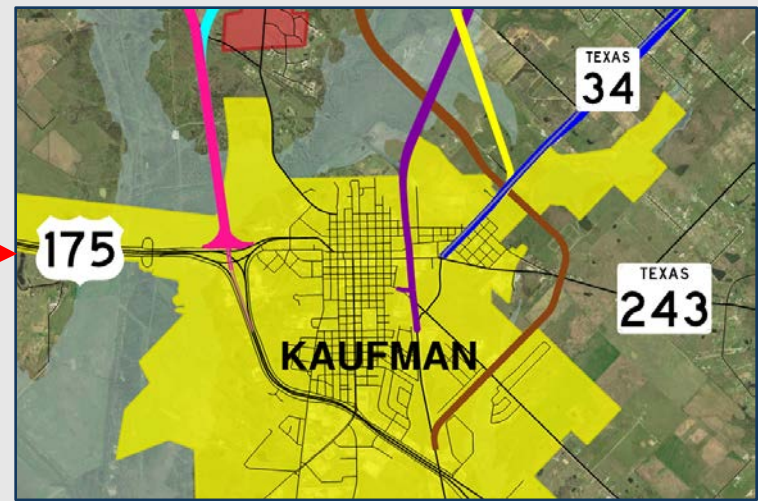 TEXAS
34
175
TEXAS
243
KAUFMAN